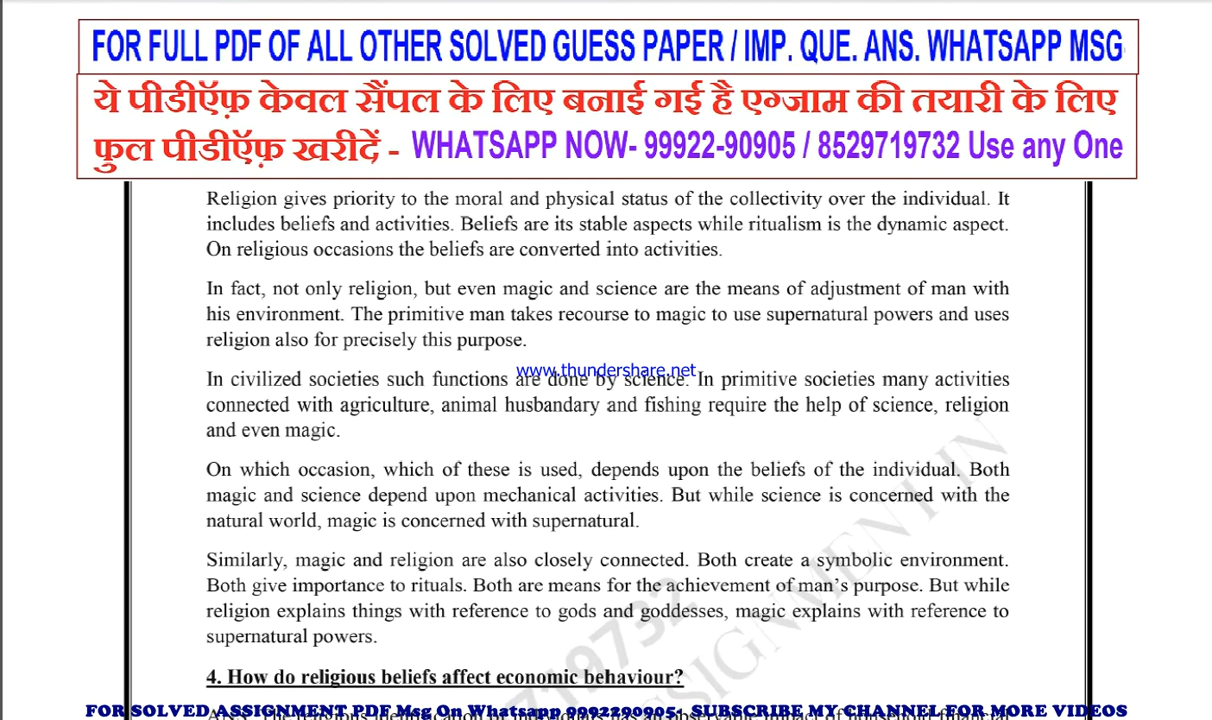 FOR FULL PDF OF ALL OTHER SOLVED GUESS PAPER / IMP. QUE. ANS. WHATSAPP MSG
ये पीडीऍफ़ केवल सैंपल के लिए बनाई गई है एग्जाम की तयारी के लिए
फुल पीडीऍफ़ खरीदें - WHATSAPP NOW- 99922-90905 / 8529719732 Use any One
Religion gives priority to the moral and physical status of the collectivity over the individual. It
includes beliefs and activities. Beliefs are its stable aspects while ritualism is the dynamic aspect.
On religious occasions the beliefs are converted into activities.
In fact, not only religion, but even magic and science are the means of adjustment of man with
his environment. The primitive man takes recourse to magic to use supernatural powers and uses
religion also for precisely this purpose.
www.thundershare.net
In civilized societies such functions are done by science. In primitive societies many activities
connected with agriculture, animal husbandary and fishing require the help of science, religion
and even magic.
On which occasion, which of these is used, depends upon the beliefs of the individual. Both
magic and science depend upon mechanical activities. But while science is concerned with the
natural world, magic is concerned with supernatural.
Similarly, magic and religion are also closely connected. Both create a symbolic environment.
Both give importance to rituals. Both are means for the achievement of man's purpose. But while
religion explains things with reference to gods and goddesses, magic explains with reference to
supernatural powers.
719732
ASSIGNMENT IN
4. How do religious beliefs affect economic behaviour?
FOR SOLVED ASSIGNMENT PDF Msg On Whatsapp 9992290905- SUBSCRIBE MY CHANNEL FOR MORE VIDEOS